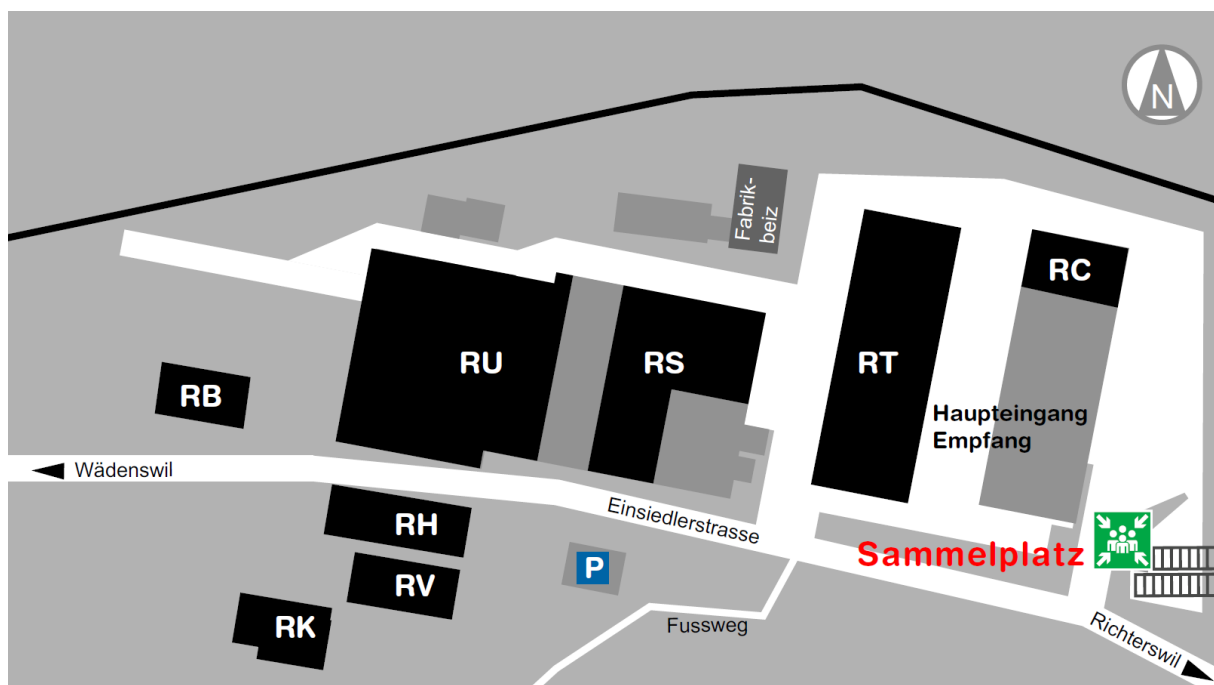 N
Fabrik-
beiz
RC
RU
RS
RT
RB
Haupteingang
Empfang
Wädenswil
Einsiedlerstrasse
RH
Sammelplatz
P
RV
Fussweg
RK
Richterswil